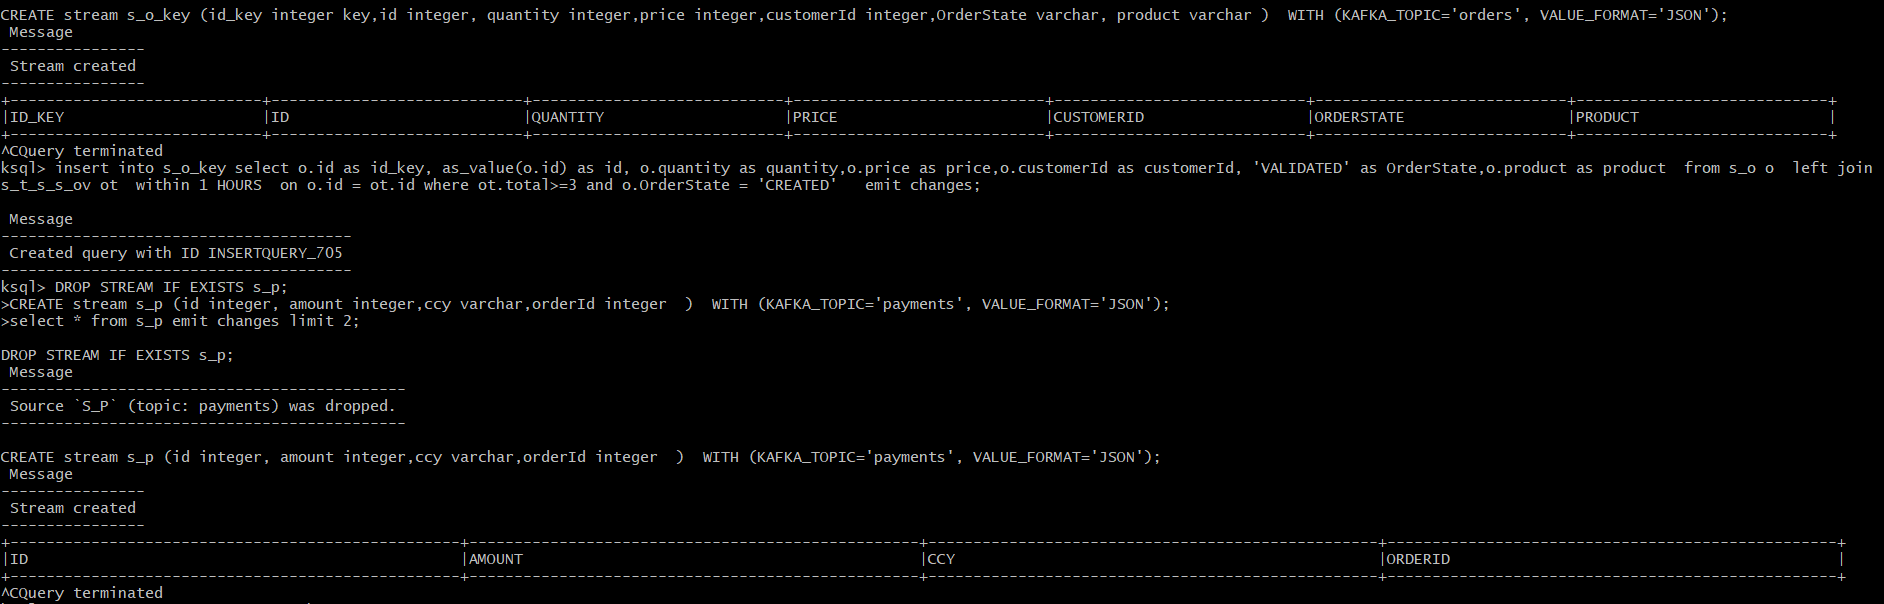 CREATE stream s_o_key (id_key integer key,id integer, quantity integer,price integer,customerId integer,OrderState varchar, product varchar )  WITH (KAFKA_TOPIC='orders', VALUE_FORMAT='JSON');
 Message
----------------
 Stream created
----------------
+----------------------------+----------------------------+----------------------------+----------------------------+----------------------------+----------------------------+----------------------------+
|ID_KEY                      |ID                          |QUANTITY                    |PRICE                       |CUSTOMERID                  |ORDERSTATE                  |PRODUCT                     |
+----------------------------+----------------------------+----------------------------+----------------------------+----------------------------+----------------------------+----------------------------+
^CQuery terminated
ksql> insert into s_o_key select o.id as id_key, as_value(o.id) as id, o.quantity as quantity,o.price as price,o.customerId as customerId, 'VALIDATED' as OrderState,o.product as product  from s_o o  left join
s_t_s_s_ov ot  within 1 HOURS  on o.id = ot.id where ot.total>=3 and o.OrderState = 'CREATED'   emit changes;
 Message
---------------------------------------
 Created query with ID INSERTQUERY_705
---------------------------------------
ksql> DROP STREAM IF EXISTS s_p;
>CREATE stream s_p (id integer, amount integer,ccy varchar,orderId integer  )  WITH (KAFKA_TOPIC='payments', VALUE_FORMAT='JSON');
>select * from s_p emit changes limit 2;
DROP STREAM IF EXISTS s_p;
 Message
---------------------------------------------
 Source `S_P` (topic: payments) was dropped.
---------------------------------------------
CREATE stream s_p (id integer, amount integer,ccy varchar,orderId integer  )  WITH (KAFKA_TOPIC='payments', VALUE_FORMAT='JSON');
 Message
----------------
 Stream created
----------------
+--------------------------------------------------+--------------------------------------------------+--------------------------------------------------+--------------------------------------------------+
|ID                                                |AMOUNT                                            |CCY                                               |ORDERID                                           |
+--------------------------------------------------+--------------------------------------------------+--------------------------------------------------+--------------------------------------------------+
^CQuery terminated